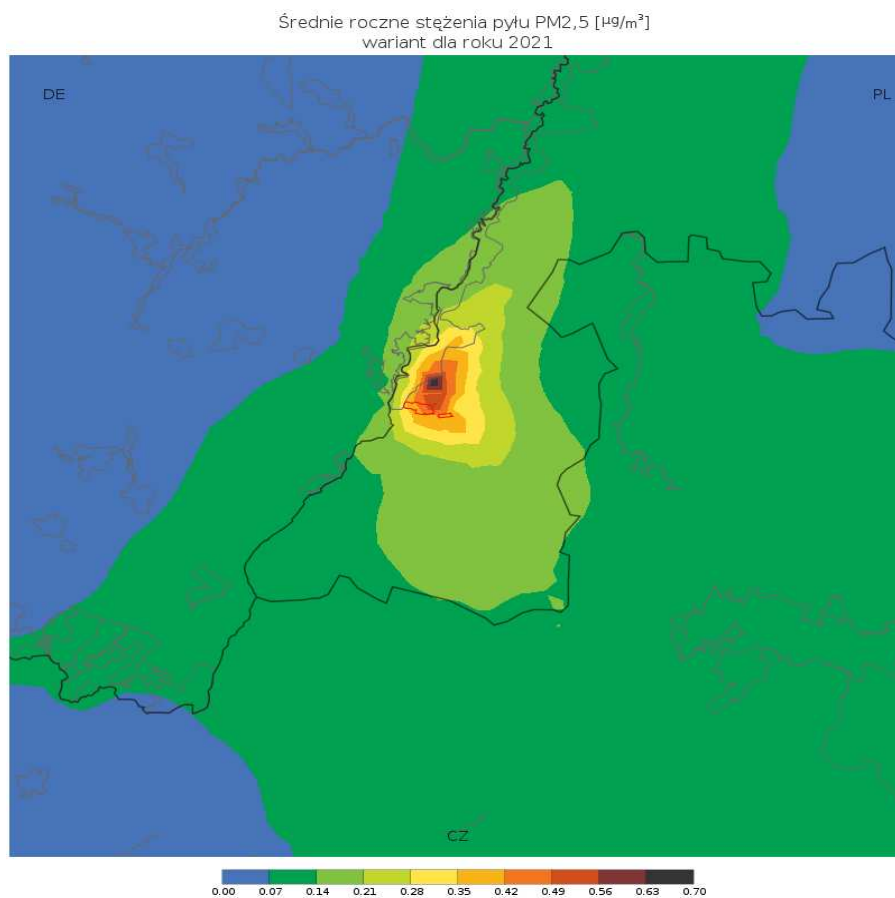 Średnie roczne stężenia pyłu PM2,5 [µg/m³]
wariant dla roku 2021
DE
PL
CZ
0.00 0.07 0.14 0.21 0.28 0.35 0.42 0.49 0.56 0.63 0.70